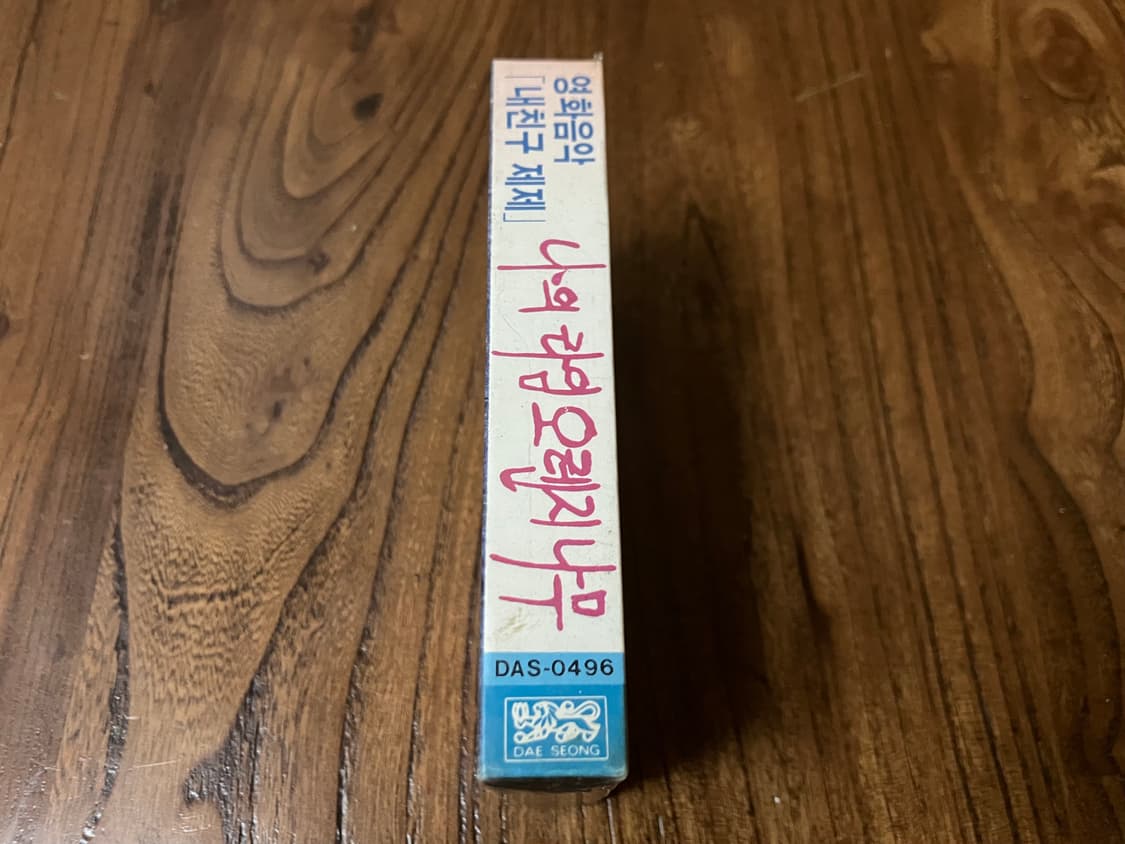 영화음악
「내친구 제제」
나의 라임 오렌지 나무
DAS-0496
DAE SEONG